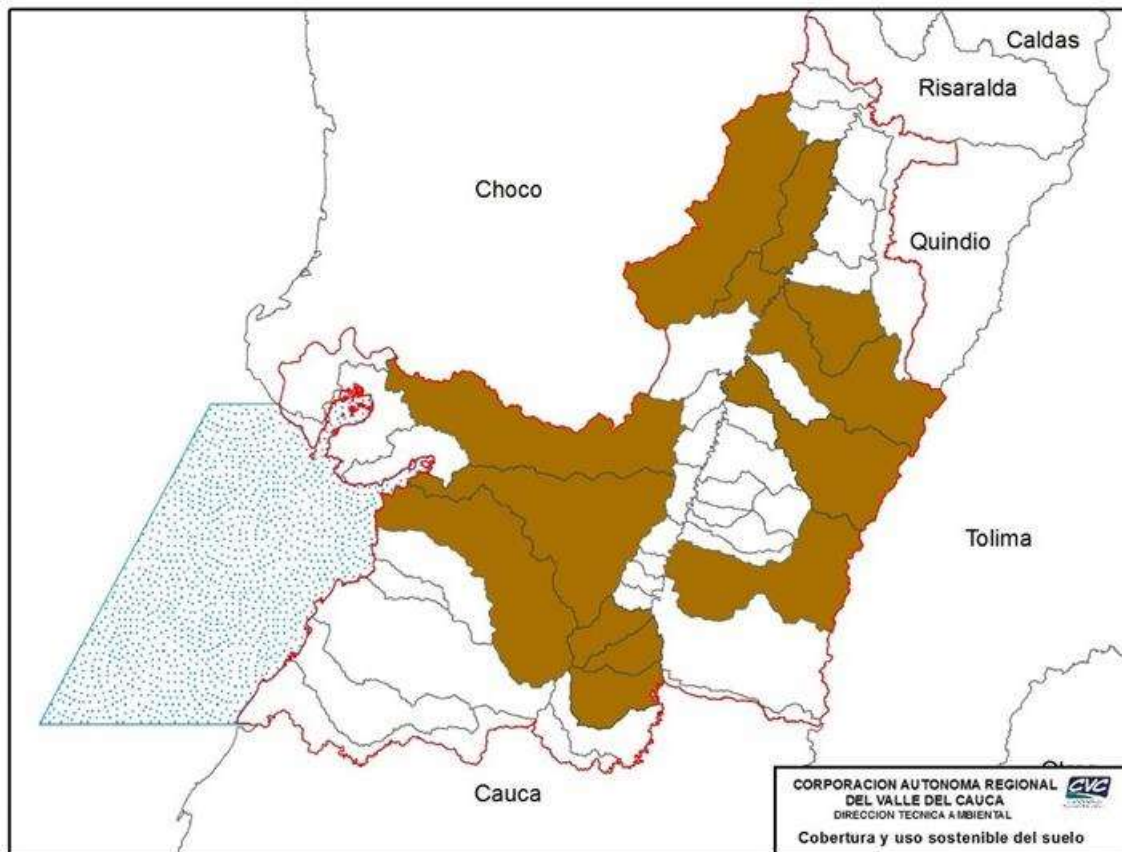 Caldas
Risaralda
Choco
Quindio
Tolima
Cauca
CORPORACION AUTONOMA REGIONAL
DEL VALLE DEL CAUCA
DIRECCION TECNICA AMBIENTAL
CVC
Cobertura y uso sostenible del suelo